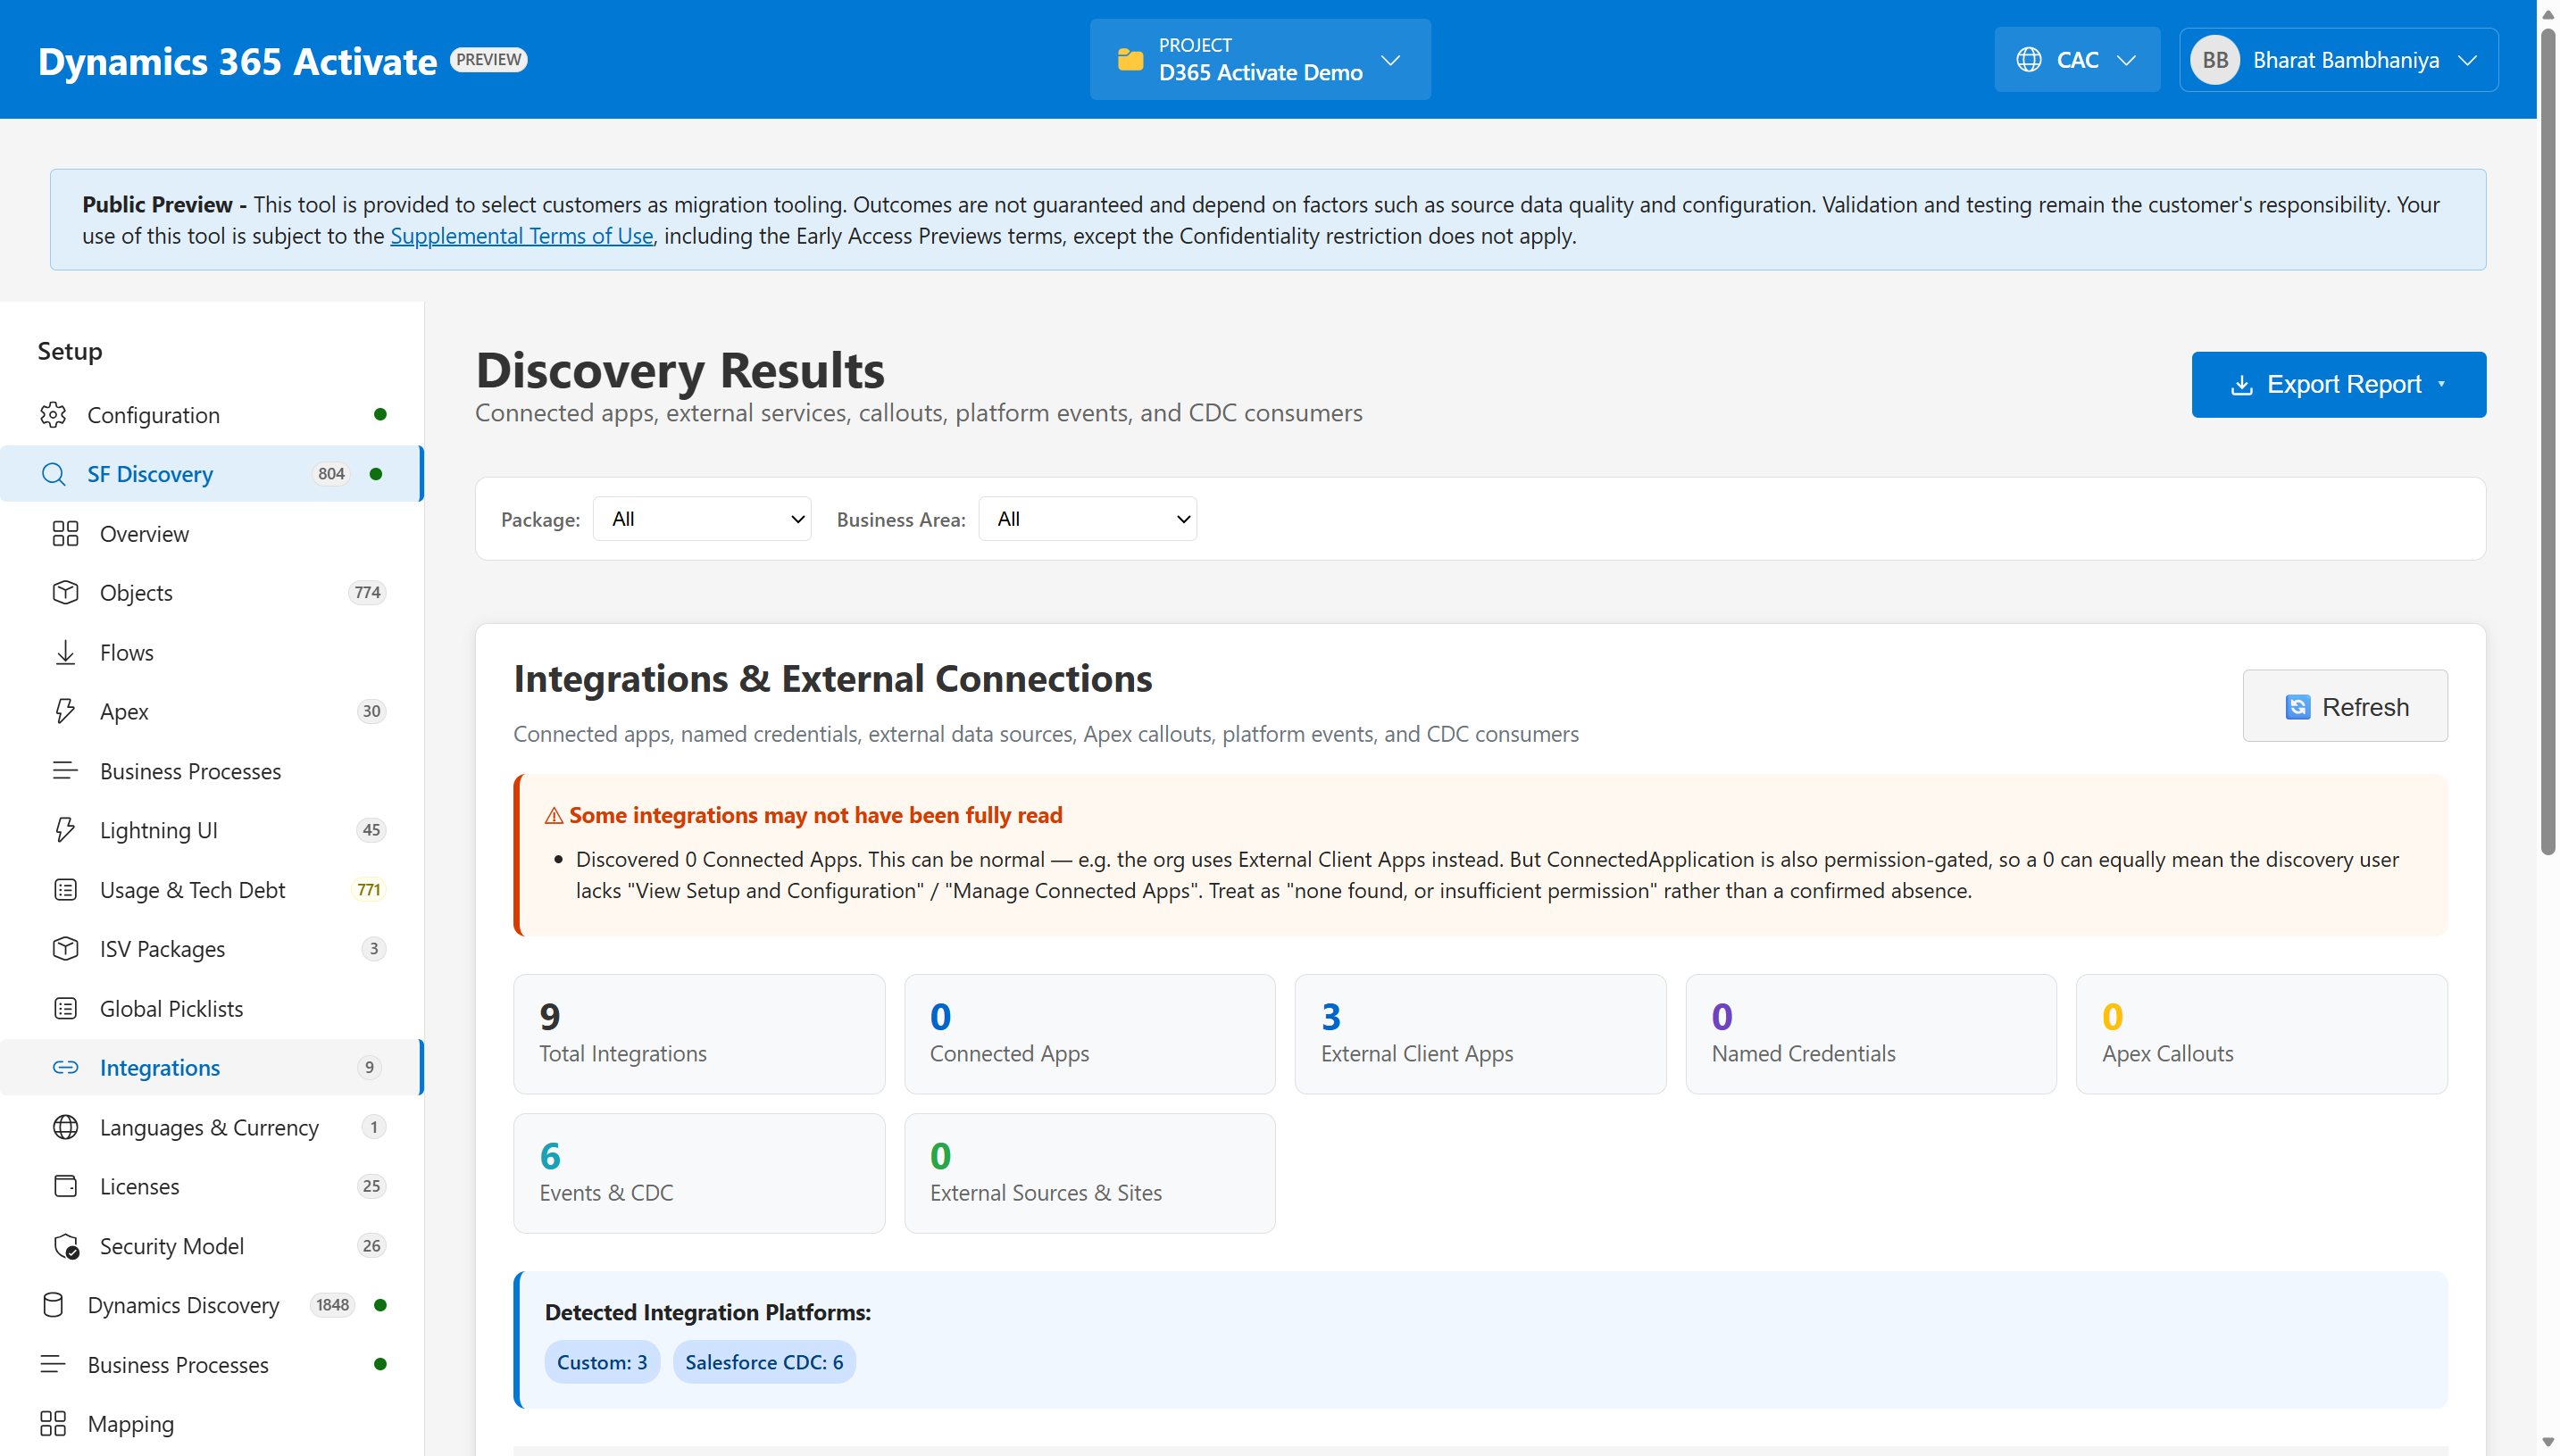 Dynamics 365 Activate PREVIEW
PROJECT
D365 Activate Demo
CAC
BB Bharat Bambhaniya
Public Preview - This tool is provided to select customers as migration tooling. Outcomes are not guaranteed and depend on factors such as source data quality and configuration. Validation and testing remain the customer's responsibility. Your
use of this tool is subject to the Supplemental Terms of Use, including the Early Access Previews terms, except the Confidentiality restriction does not apply.
Setup
Configuration
SF Discovery 804
Overview
Objects 774
Flows
Apex 30
Business Processes
Lightning UI 45
Usage & Tech Debt 771
ISV Packages 3
Global Picklists
Integrations 9
Languages & Currency 1
Licenses 25
Security Model 26
Dynamics Discovery 1848
Business Processes
Mapping
Discovery Results
Connected apps, external services, callouts, platform events, and CDC consumers
Export Report
Package: All Business Area: All
Integrations & External Connections
Connected apps, named credentials, external data sources, Apex callouts, platform events, and CDC consumers
Refresh
⚠ Some integrations may not have been fully read
• Discovered 0 Connected Apps. This can be normal — e.g. the org uses External Client Apps instead. But ConnectedApplication is also permission-gated, so a 0 can equally mean the discovery user
lacks "View Setup and Configuration" / "Manage Connected Apps". Treat as "none found, or insufficient permission" rather than a confirmed absence.
9
Total Integrations
0
Connected Apps
3
External Client Apps
0
Named Credentials
0
Apex Callouts
6
Events & CDC
0
External Sources & Sites
Detected Integration Platforms:
Custom: 3 Salesforce CDC: 6